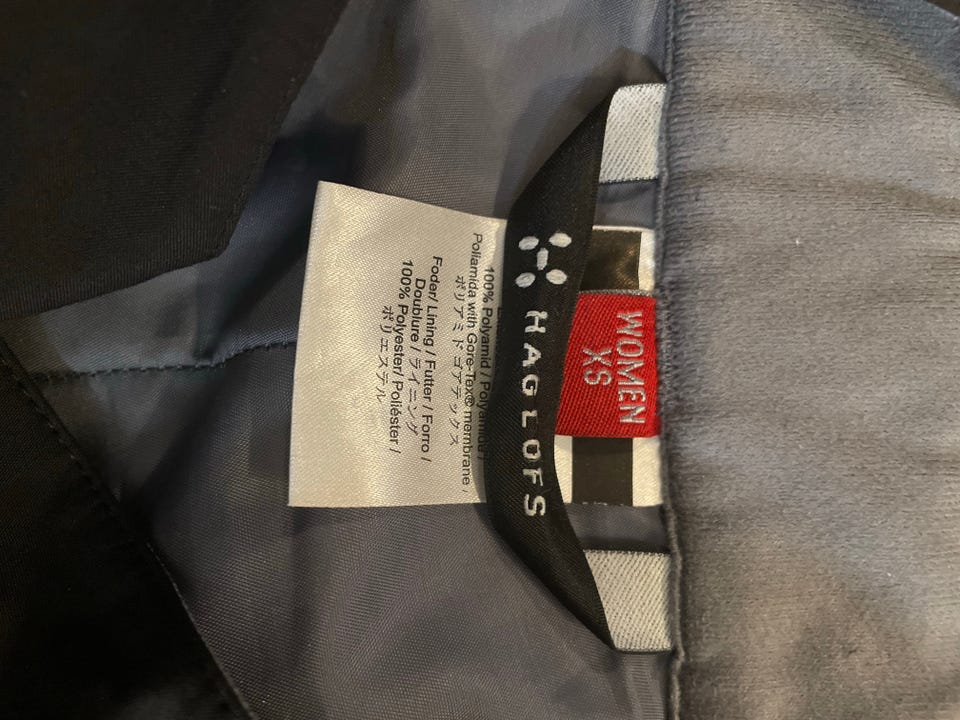 HAGLOFS
WOMEN
XS
100% Polyamid / Polyamide /
Poliamida with Gore-Tex® membrane /
ポリアミド ゴアテックス
Foder/ Lining / Futter / Forro /
Doublure / ライニング
100% Polyester/ Poliéster /
ポリエステル